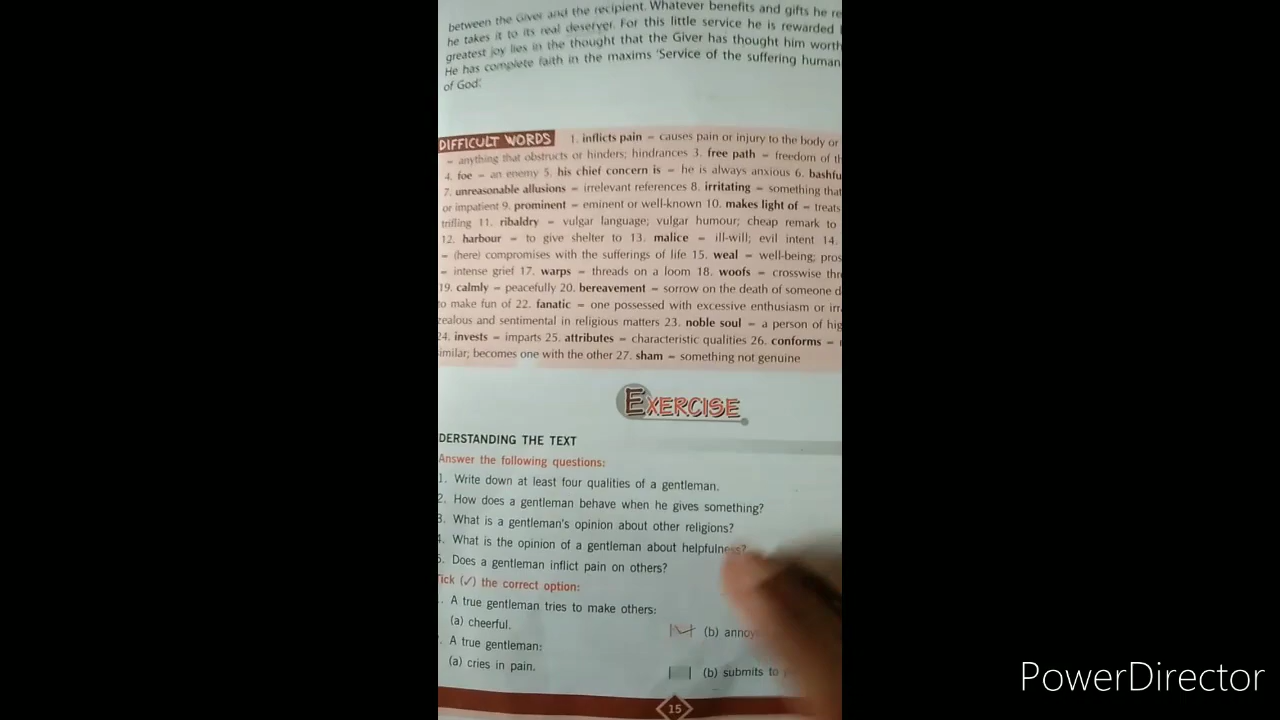 between the Giver and the recipient. Whatever benefits and gifts he re
he takes it to its real deserver. For this little service he is rewarded
greatest joy lies in the thought that the Giver has thought him worth
He has complete faith in the maxims 'Service of the suffering human
of God'.
DIFFICULT WORDS 1. inflicts pain – causes pain or injury to the body or
– anything that obstructs or hinders; hindrances 3. free path – freedom of th
4. foe – an enemy 5. his chief concern is – he is always anxious 6. bashfu
7. unreasonable allusions – irrelevant references 8. irritating – something that
or impatient 9. prominent – eminent or well-known 10. makes light of – treats
trifling 11. ribaldry – vulgar language; vulgar humour; cheap remark to
12. harbour – to give shelter to 13. malice – ill-will; evil intent 14.
– (here) compromises with the sufferings of life 15. weal – well-being; pros
– intense grief 17. warps – threads on a loom 18. woofs – crosswise thr
19. calmly – peacefully 20. bereavement – sorrow on the death of someone d
to make fun of 22. fanatic – one possessed with excessive enthusiasm or irr
zealous and sentimental in religious matters 23. noble soul – a person of hig
24. invests – imparts 25. attributes – characteristic qualities 26. conforms –
imilar; becomes one with the other 27. sham – something not genuine
EXERCISE
DERSTANDING THE TEXT
Answer the following questions:
1. Write down at least four qualities of a gentleman.
2. How does a gentleman behave when he gives something?
3. What is a gentleman's opinion about other religions?
4. What is the opinion of a gentleman about helpfulness?
5. Does a gentleman inflict pain on others?
Tick (✓) the correct option:
. A true gentleman tries to make others:
(a) cheerful. (b) annoy
. A true gentleman:
(a) cries in pain. (b) submits to
15
PowerDirector